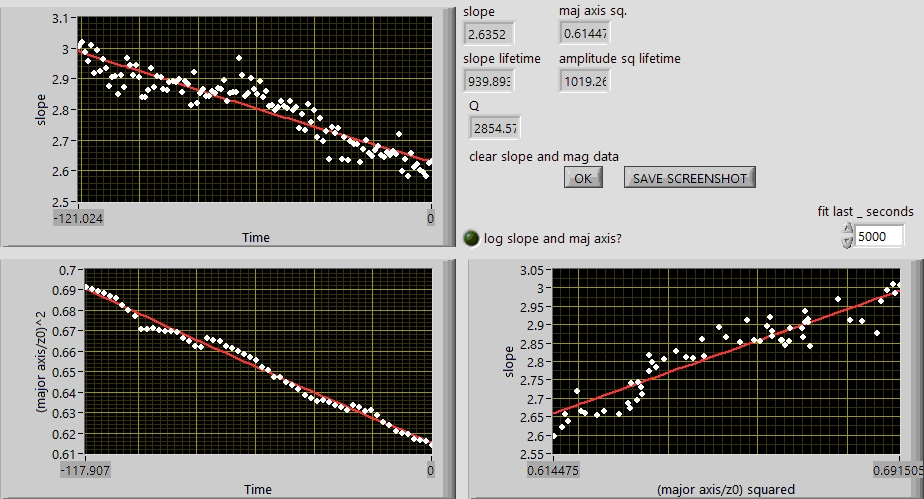 slope
maj axis sq.
2.6352
0.61447
slope lifetime
amplitude sq lifetime
939.895
1019.26
Q
2854.57
clear slope and mag data
OK
SAVE SCREENSHOT
fit last _ seconds
5000
log slope and maj axis?
3.1
3
2.9
2.8
2.7
2.6
2.5
slope
-121.024
0
Time
0.7
0.69
0.68
0.67
0.66
0.65
0.64
0.63
0.62
0.61
(major axis/z0)^2
-117.907
0
Time
3.05
3
2.95
2.9
2.85
2.8
2.75
2.7
2.65
2.6
2.55
slope
0.614475
0.691505
(major axis/z0) squared